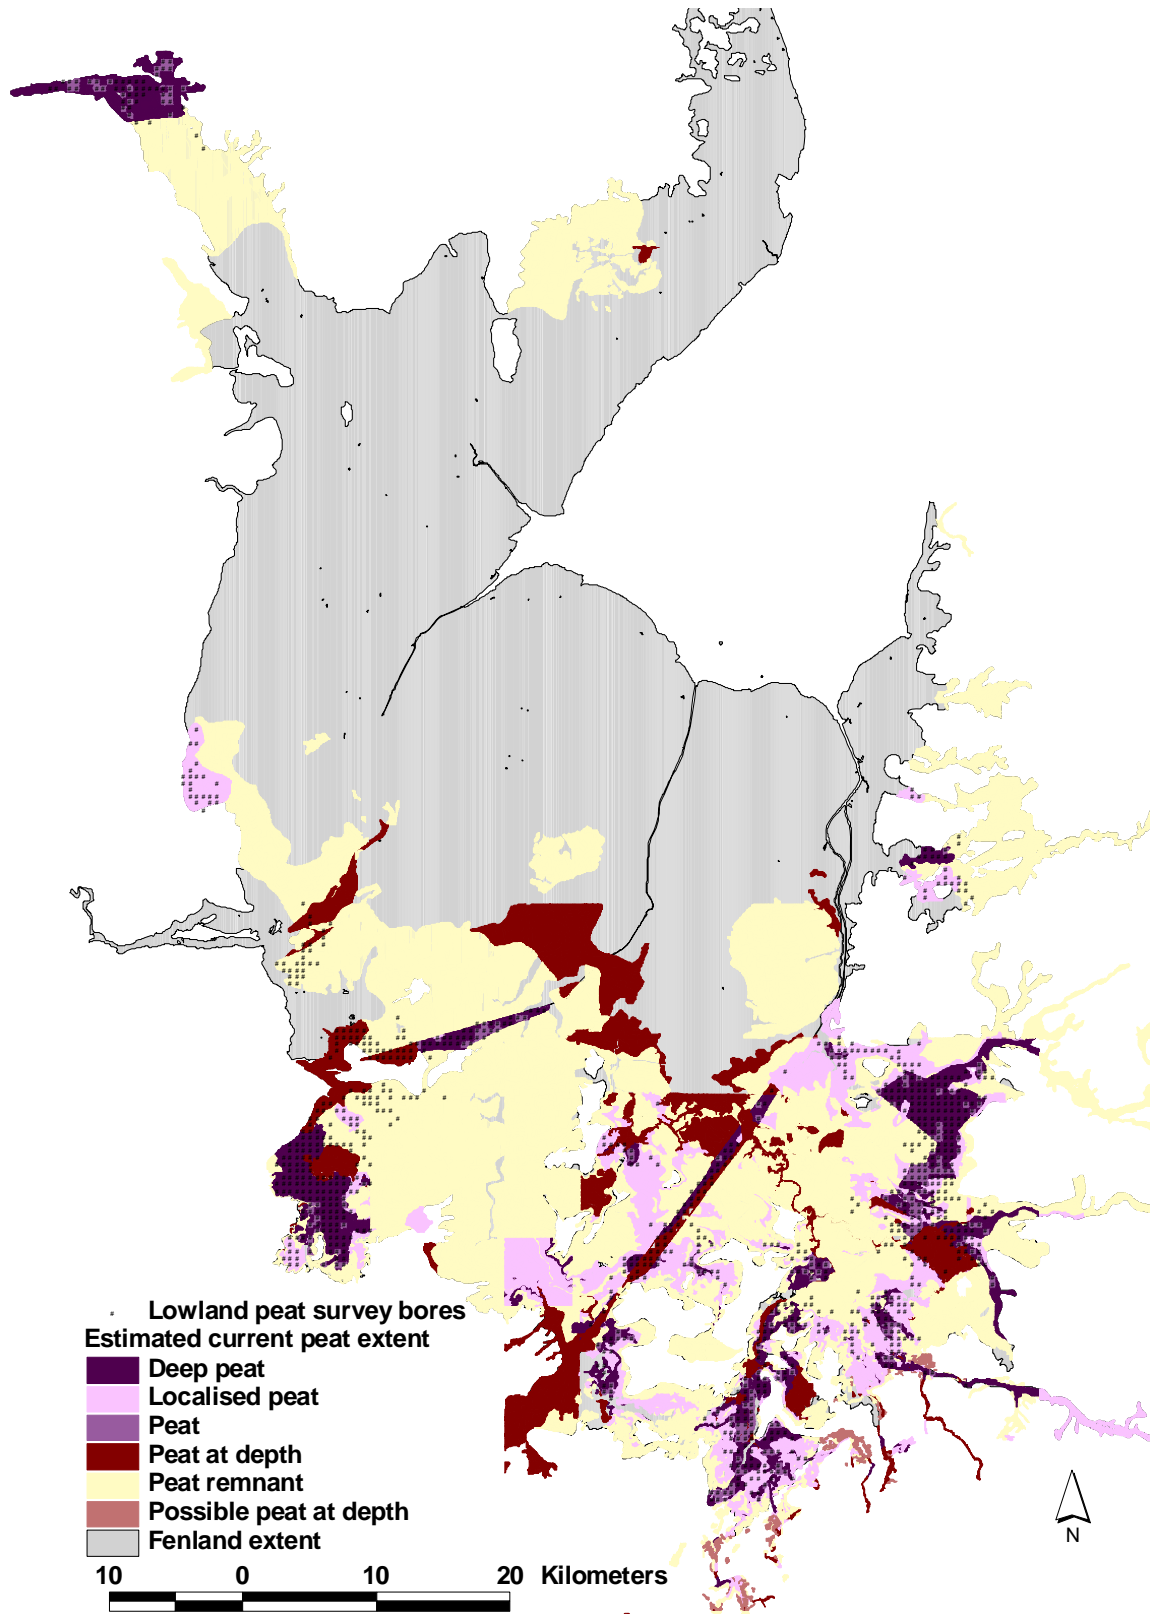 Lowland peat survey bores
Estimated current peat extent
Deep peat
Localised peat
Peat
Peat at depth
Peat remnant
Possible peat at depth
Fenland extent
N
10 0 10 20 Kilometers